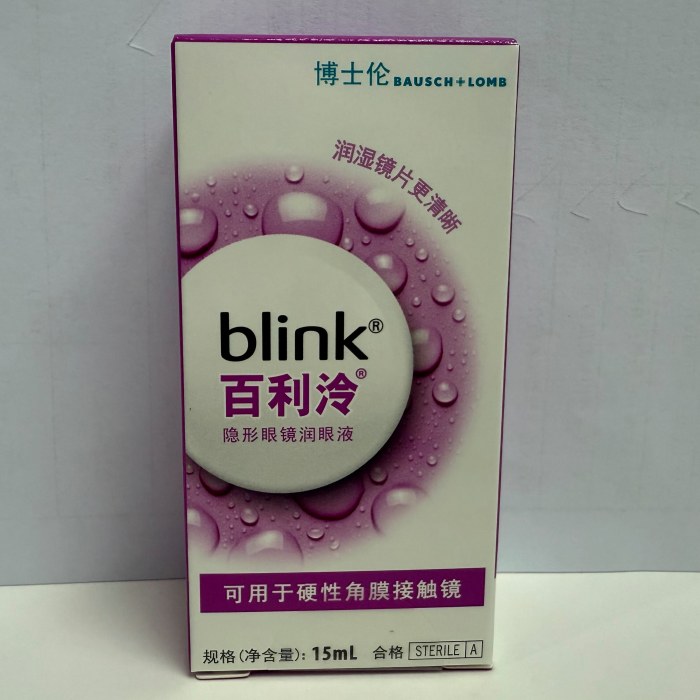 博士伦 BAUSCH+LOMB
润湿镜片更清晰
blink®
百利泠®
隐形眼镜润眼液
可用于硬性角膜接触镜
规格(净含量): 15mL 合格 STERILE A